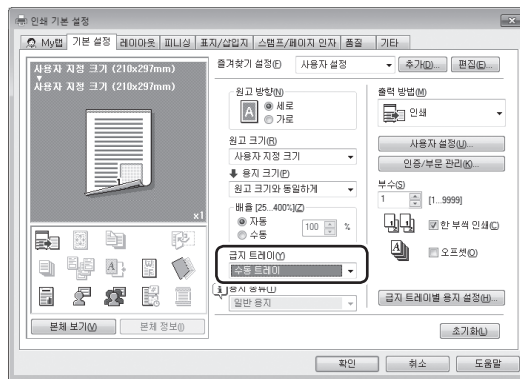 인쇄 기본 설정
My탭 기본 설정 레이아웃 피니싱 표지/삽입지 스탬프/페이지 인자 품질 기타
사용자 지정 크기 (210x297mm)
사용자 지정 크기 (210x297mm)
x1
본체 보기(V) 본체 정보(I)
즐겨찾기 설정(F) 사용자 설정 추가(D)... 편집(E)...
원고 방향(N)
A 세로
가로
원고 크기(R)
사용자 지정 크기
용지 크기(P)
원고 크기와 동일하게
배율 [25...400%](Z)
자동
수동
100 %
급지 트레이(Y)
수동 트레이
용지 종류(T)
일반 용지
출력 방법(M)
인쇄
사용자 설정(U)...
인증/부문 관리(K)...
부수(S)
1 [1...9999]
한 부씩 인쇄(C)
오프셋(O)
급지 트레이별 용지 설정(H)...
초기화(L)
확인 취소 도움말